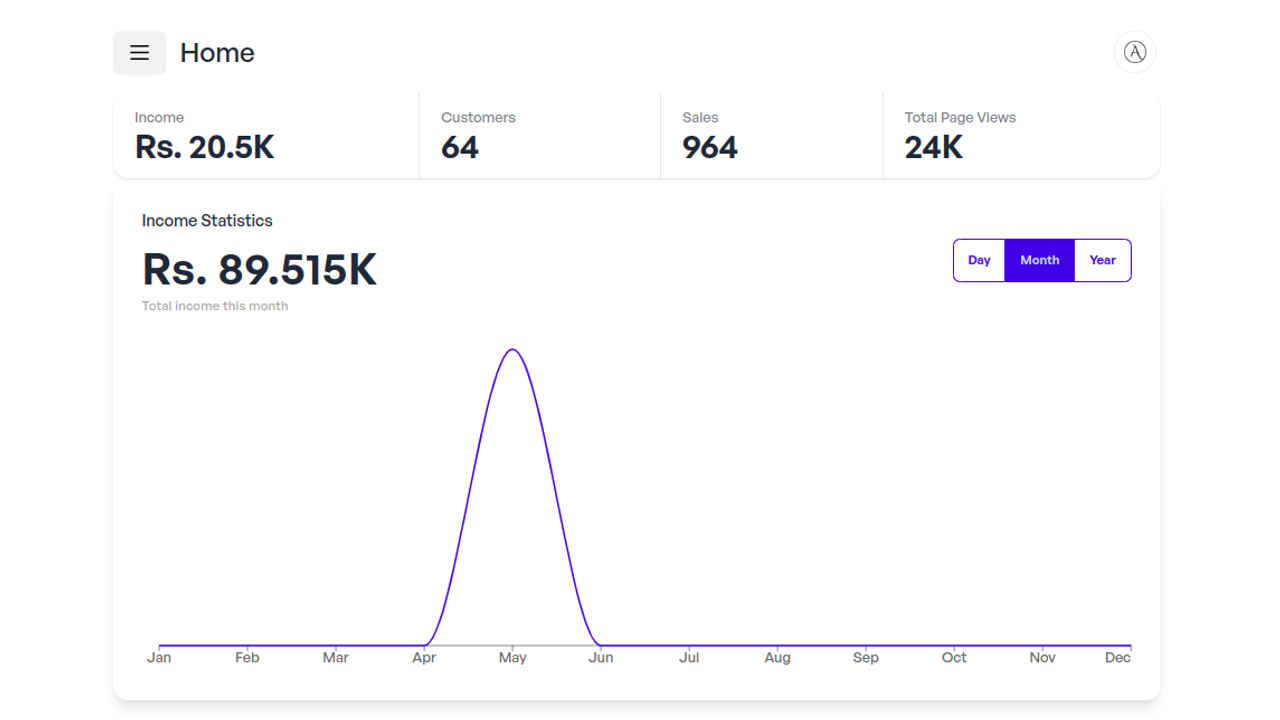 Home
A
Income
Rs. 20.5K
Customers
64
Sales
964
Total Page Views
24K
Income Statistics
Rs. 89.515K
Total income this month
Day Month Year
Jan Feb Mar Apr May Jun Jul Aug Sep Oct Nov Dec